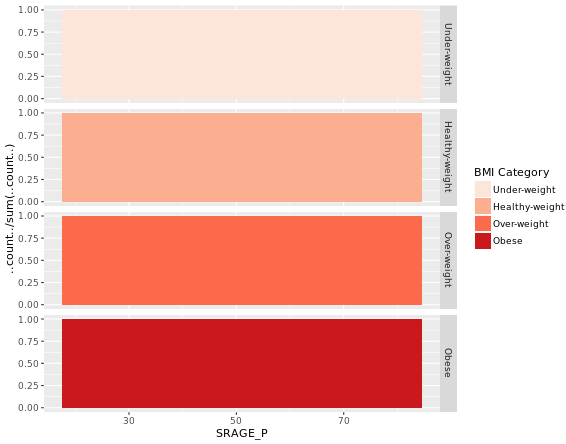 1.00
0.75
0.50
0.25
0.00
Under-weight
1.00
0.75
0.50
0.25
0.00
Healthy-weight
1.00
0.75
0.50
0.25
0.00
Over-weight
1.00
0.75
0.50
0.25
0.00
Obese
..count../sum(..count..)
30
50
70
SRAGE_P
BMI Category
Under-weight
Healthy-weight
Over-weight
Obese